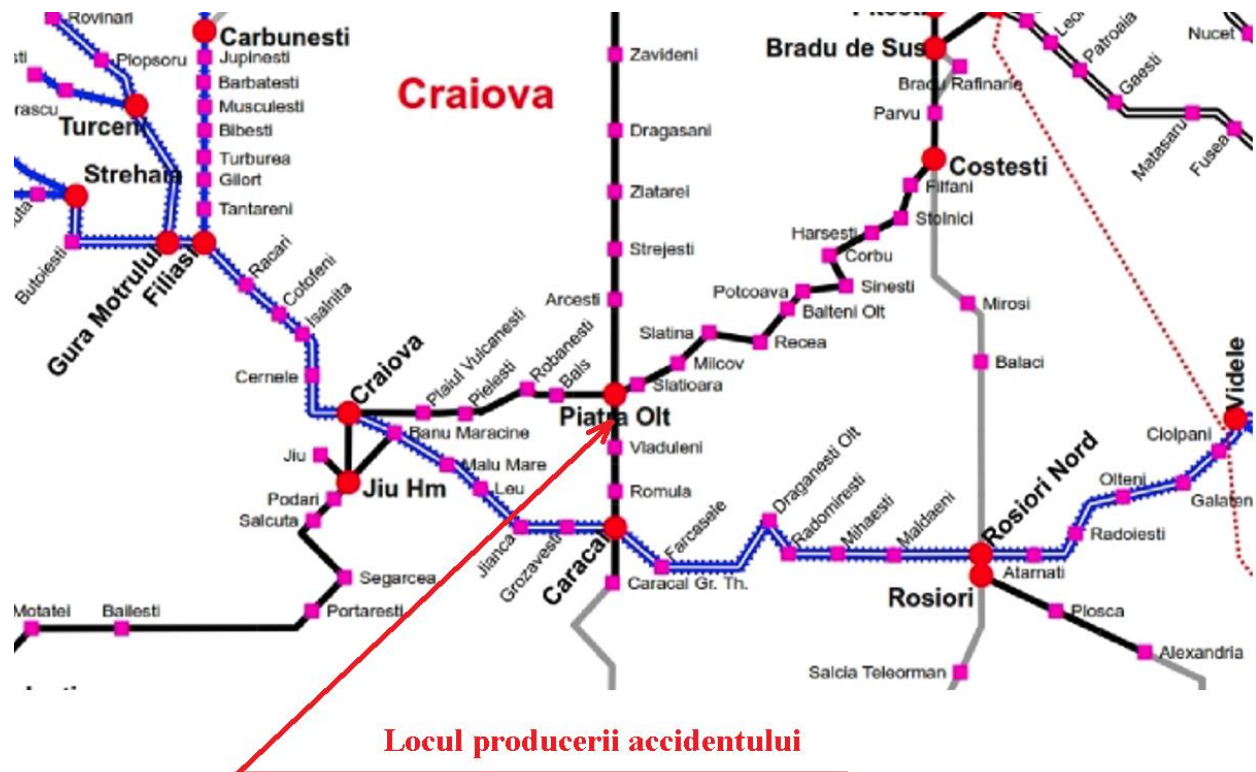 Rovinari
Plopsoru
Carbunesti
Jupinesti
Barbatesti
Musculesti
Bibesti
Turburea
Gilort
Tantareni
Turceni
Strehaia
Butoiesti
Gura Motrului
Filiasi
Racari
Cotofeni
Isalnita
Cernele
Craiova
Craiova
Zavideni
Dragasani
Zlatarei
Strejesti
Arcesti
Plaiul Vulcanesti
Pielesti
Robanesti
Bals
Piatra Olt
Slatioara
Milcov
Slatina
Recea
Balteni Olt
Potcoava
Sinesti
Corbu
Harsesti
Stolnici
Filfani
Costesti
Parvu
Bradu Rafinarie
Bradu de Sus
Patroaia
Gaesti
Matasaru
Fusea
Nucet
Mirosi
Balaci
Videle
Ciolpani
Galateni
Olteni
Radoiesti
Atarnati
Rosiori Nord
Rosiori
Plosca
Alexandria
Salcia Teleorman
Maldaeni
Mihaesti
Radomiresti
Draganesti Olt
Farcasele
Caracal Gr. Th.
Caracal
Romula
Vladuleni
Grozavesti
Jianca
Leu
Malu Mare
Banu Maracine
Jiu
Jiu Hm
Podari
Salcuta
Segarcea
Portaresti
Bailesti
Motatei
Locul producerii accidentului